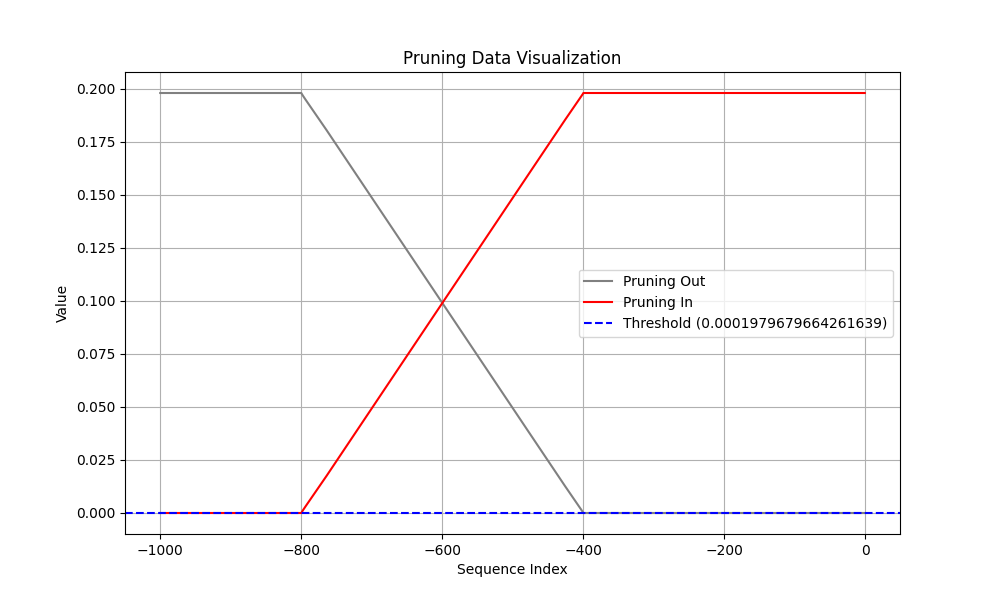 Pruning Data Visualization
Value
0.200
0.175
0.150
0.125
0.100
0.075
0.050
0.025
0.000
Pruning Out
Pruning In
Threshold (0.0001979679664261639)
−1000 −800 −600 −400 −200 0
Sequence Index